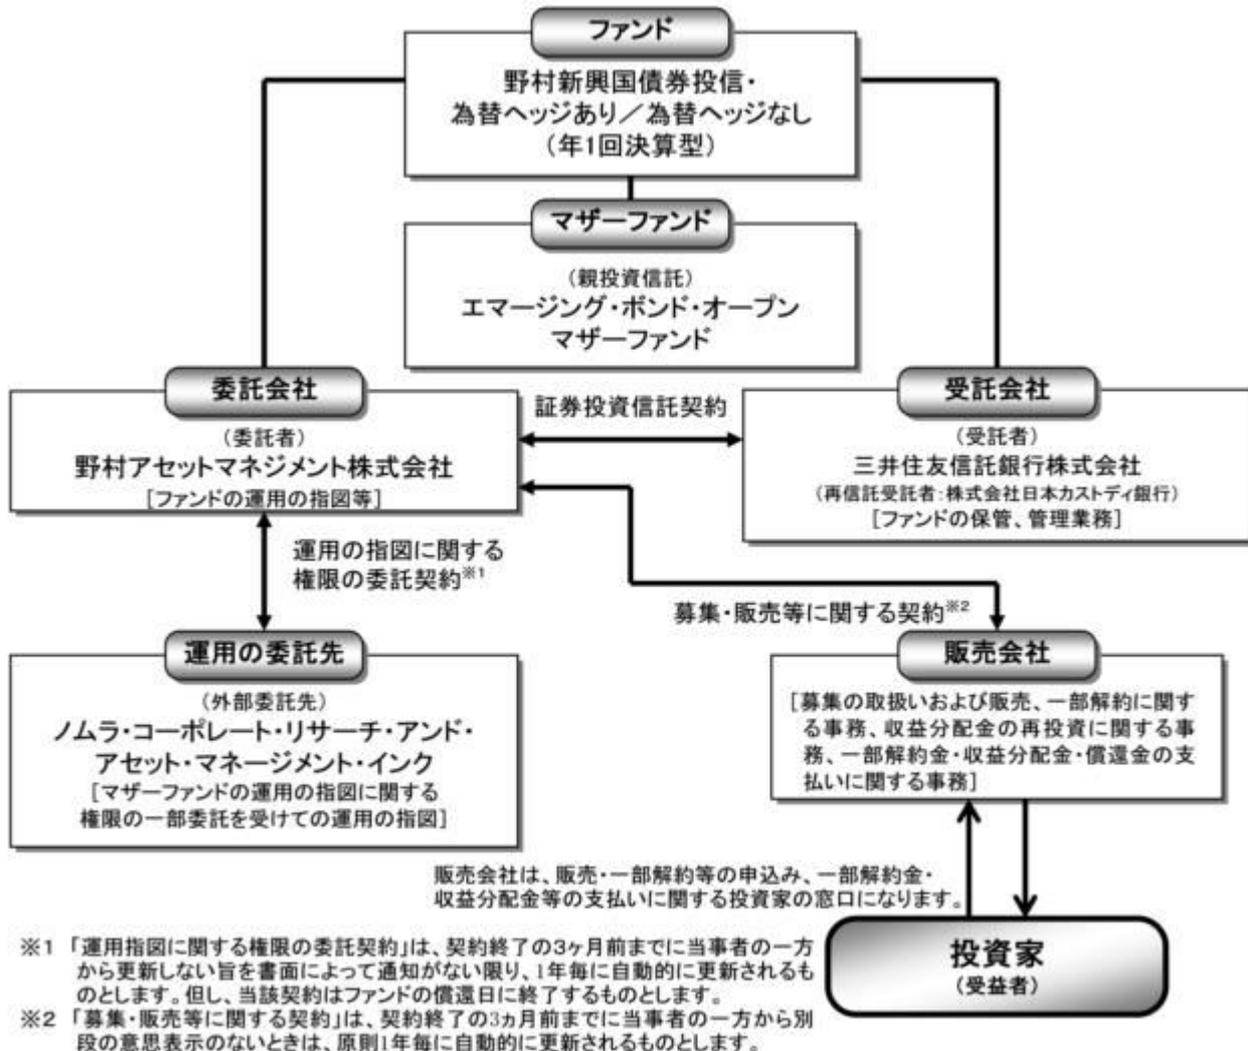 ファンド
野村新興国債券投信・
為替ヘッジあり／為替ヘッジなし
（年1回決算型）
マザーファンド
（親投資信託）
エマージング・ボンド・オープン
マザーファンド
委託会社
（委託者）
野村アセットマネジメント株式会社
［ファンドの運用の指図等］
証券投資信託契約
受託会社
（受託者）
三井住友信託銀行株式会社
（再信託受託者：株式会社日本カストディ銀行）
［ファンドの保管、管理業務］
運用の指図に関する
権限の委託契約※1
募集・販売等に関する契約※2
運用の委託先
（外部委託先）
ノムラ・コーポレート・リサーチ・アンド・
アセット・マネージメント・インク
［マザーファンドの運用の指図に関する
権限の一部委託を受けての運用の指図］
販売会社
［募集の取扱いおよび販売、一部解約に関す
る事務、収益分配金の再投資に関する事
務、一部解約金・収益分配金・償還金の支
払いに関する事務］
販売会社は、販売・一部解約等の申込み、一部解約金・
収益分配金等の支払いに関する投資家の窓口になります。
投資家
（受益者）
※1 「運用指図に関する権限の委託契約」は、契約終了の3ヶ月前までに当事者の一方
から更新しない旨を書面によって通知がない限り、1年毎に自動的に更新されるも
のとします。但し、当該契約はファンドの償還日に終了するものとします。
※2 「募集・販売等に関する契約」は、契約終了の3ヵ月前までに当事者の一方から別
段の意思表示のないときは、原則1年毎に自動的に更新されるものとします。